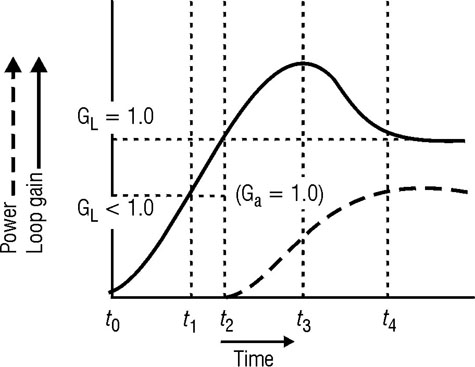 Power
Loop gain
G_L = 1.0
G_L < 1.0
(G_a = 1.0)
t_0
t_1
t_2
t_3
t_4
Time